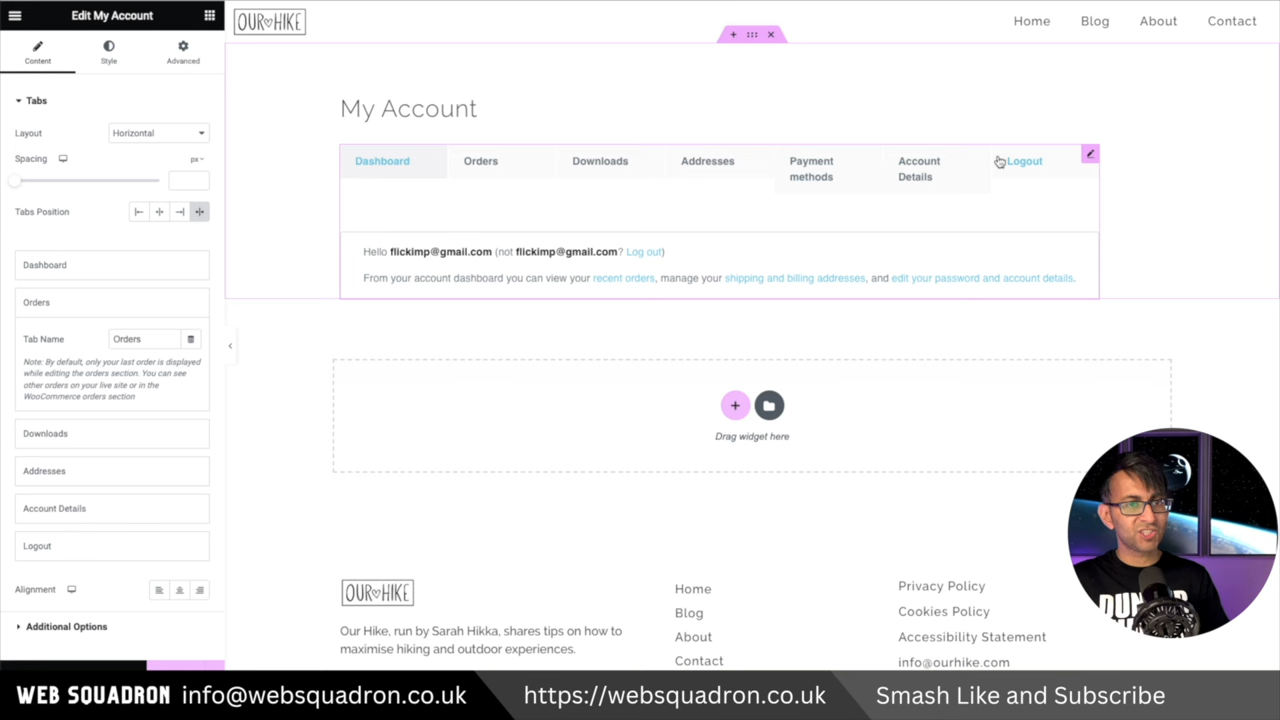 Edit My Account
OUR HIKE
Home
Blog
About
Contact
Content
Style
Advanced
Tabs
Layout
Horizontal
Spacing
px
Tabs Position
Dashboard
Orders
Tab Name
Orders
Note: By default, only your last order is displayed
while editing the orders section. You can see
other orders on your live site or in the
WooCommerce orders section
Downloads
Addresses
Account Details
Logout
Alignment
Additional Options
My Account
Dashboard
Orders
Downloads
Addresses
Payment
methods
Account
Details
Logout
Hello flickimp@gmail.com (not flickimp@gmail.com? Log out)
From your account dashboard you can view your recent orders, manage your shipping and billing addresses, and edit your password and account details.
Drag widget here
OUR HIKE
Our Hike, run by Sarah Hikka, shares tips on how to
maximise hiking and outdoor experiences.
Home
Blog
About
Contact
Privacy Policy
Cookies Policy
Accessibility Statement
info@ourhike.com
WEB SQUADRON info@websquadron.co.uk
https://websquadron.co.uk
Smash Like and Subscribe